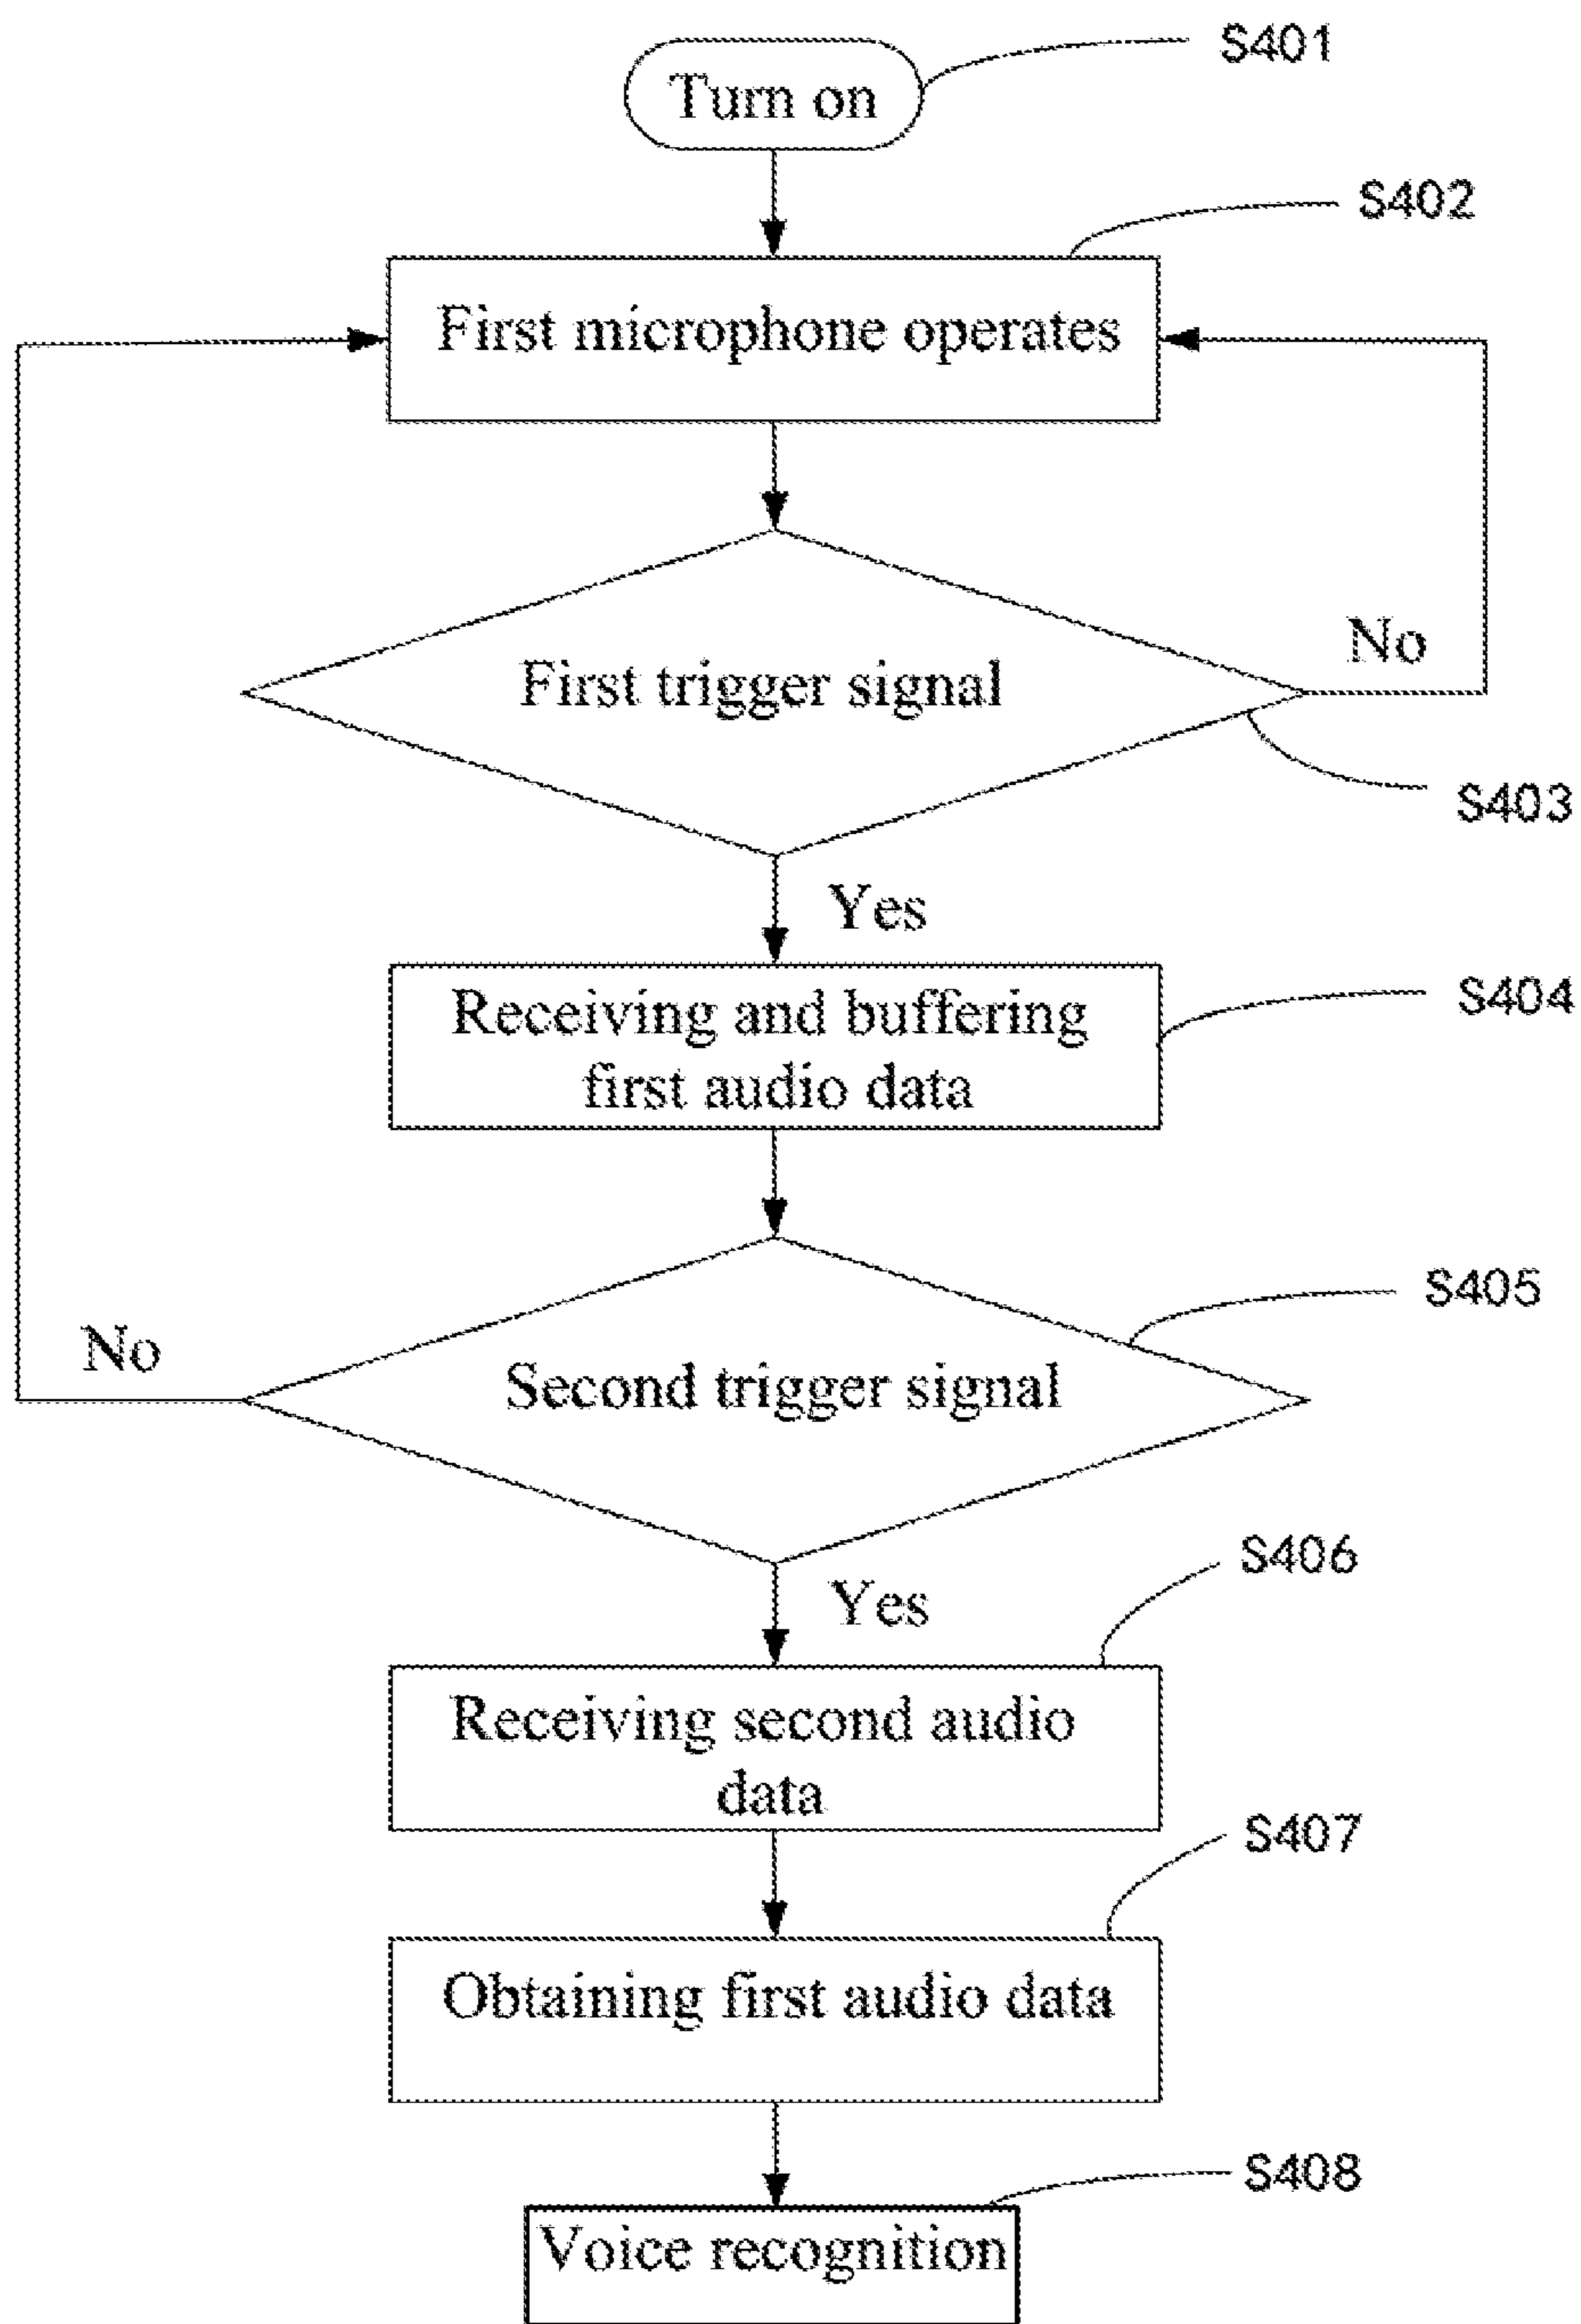 S401
Turn on
S402
First microphone operates
No
First trigger signal
S403
Yes
Receiving and buffering
first audio data
S404
S405
No
Second trigger signal
S406
Yes
Receiving second audio
data
S407
Obtaining first audio data
S408
Voice recognition